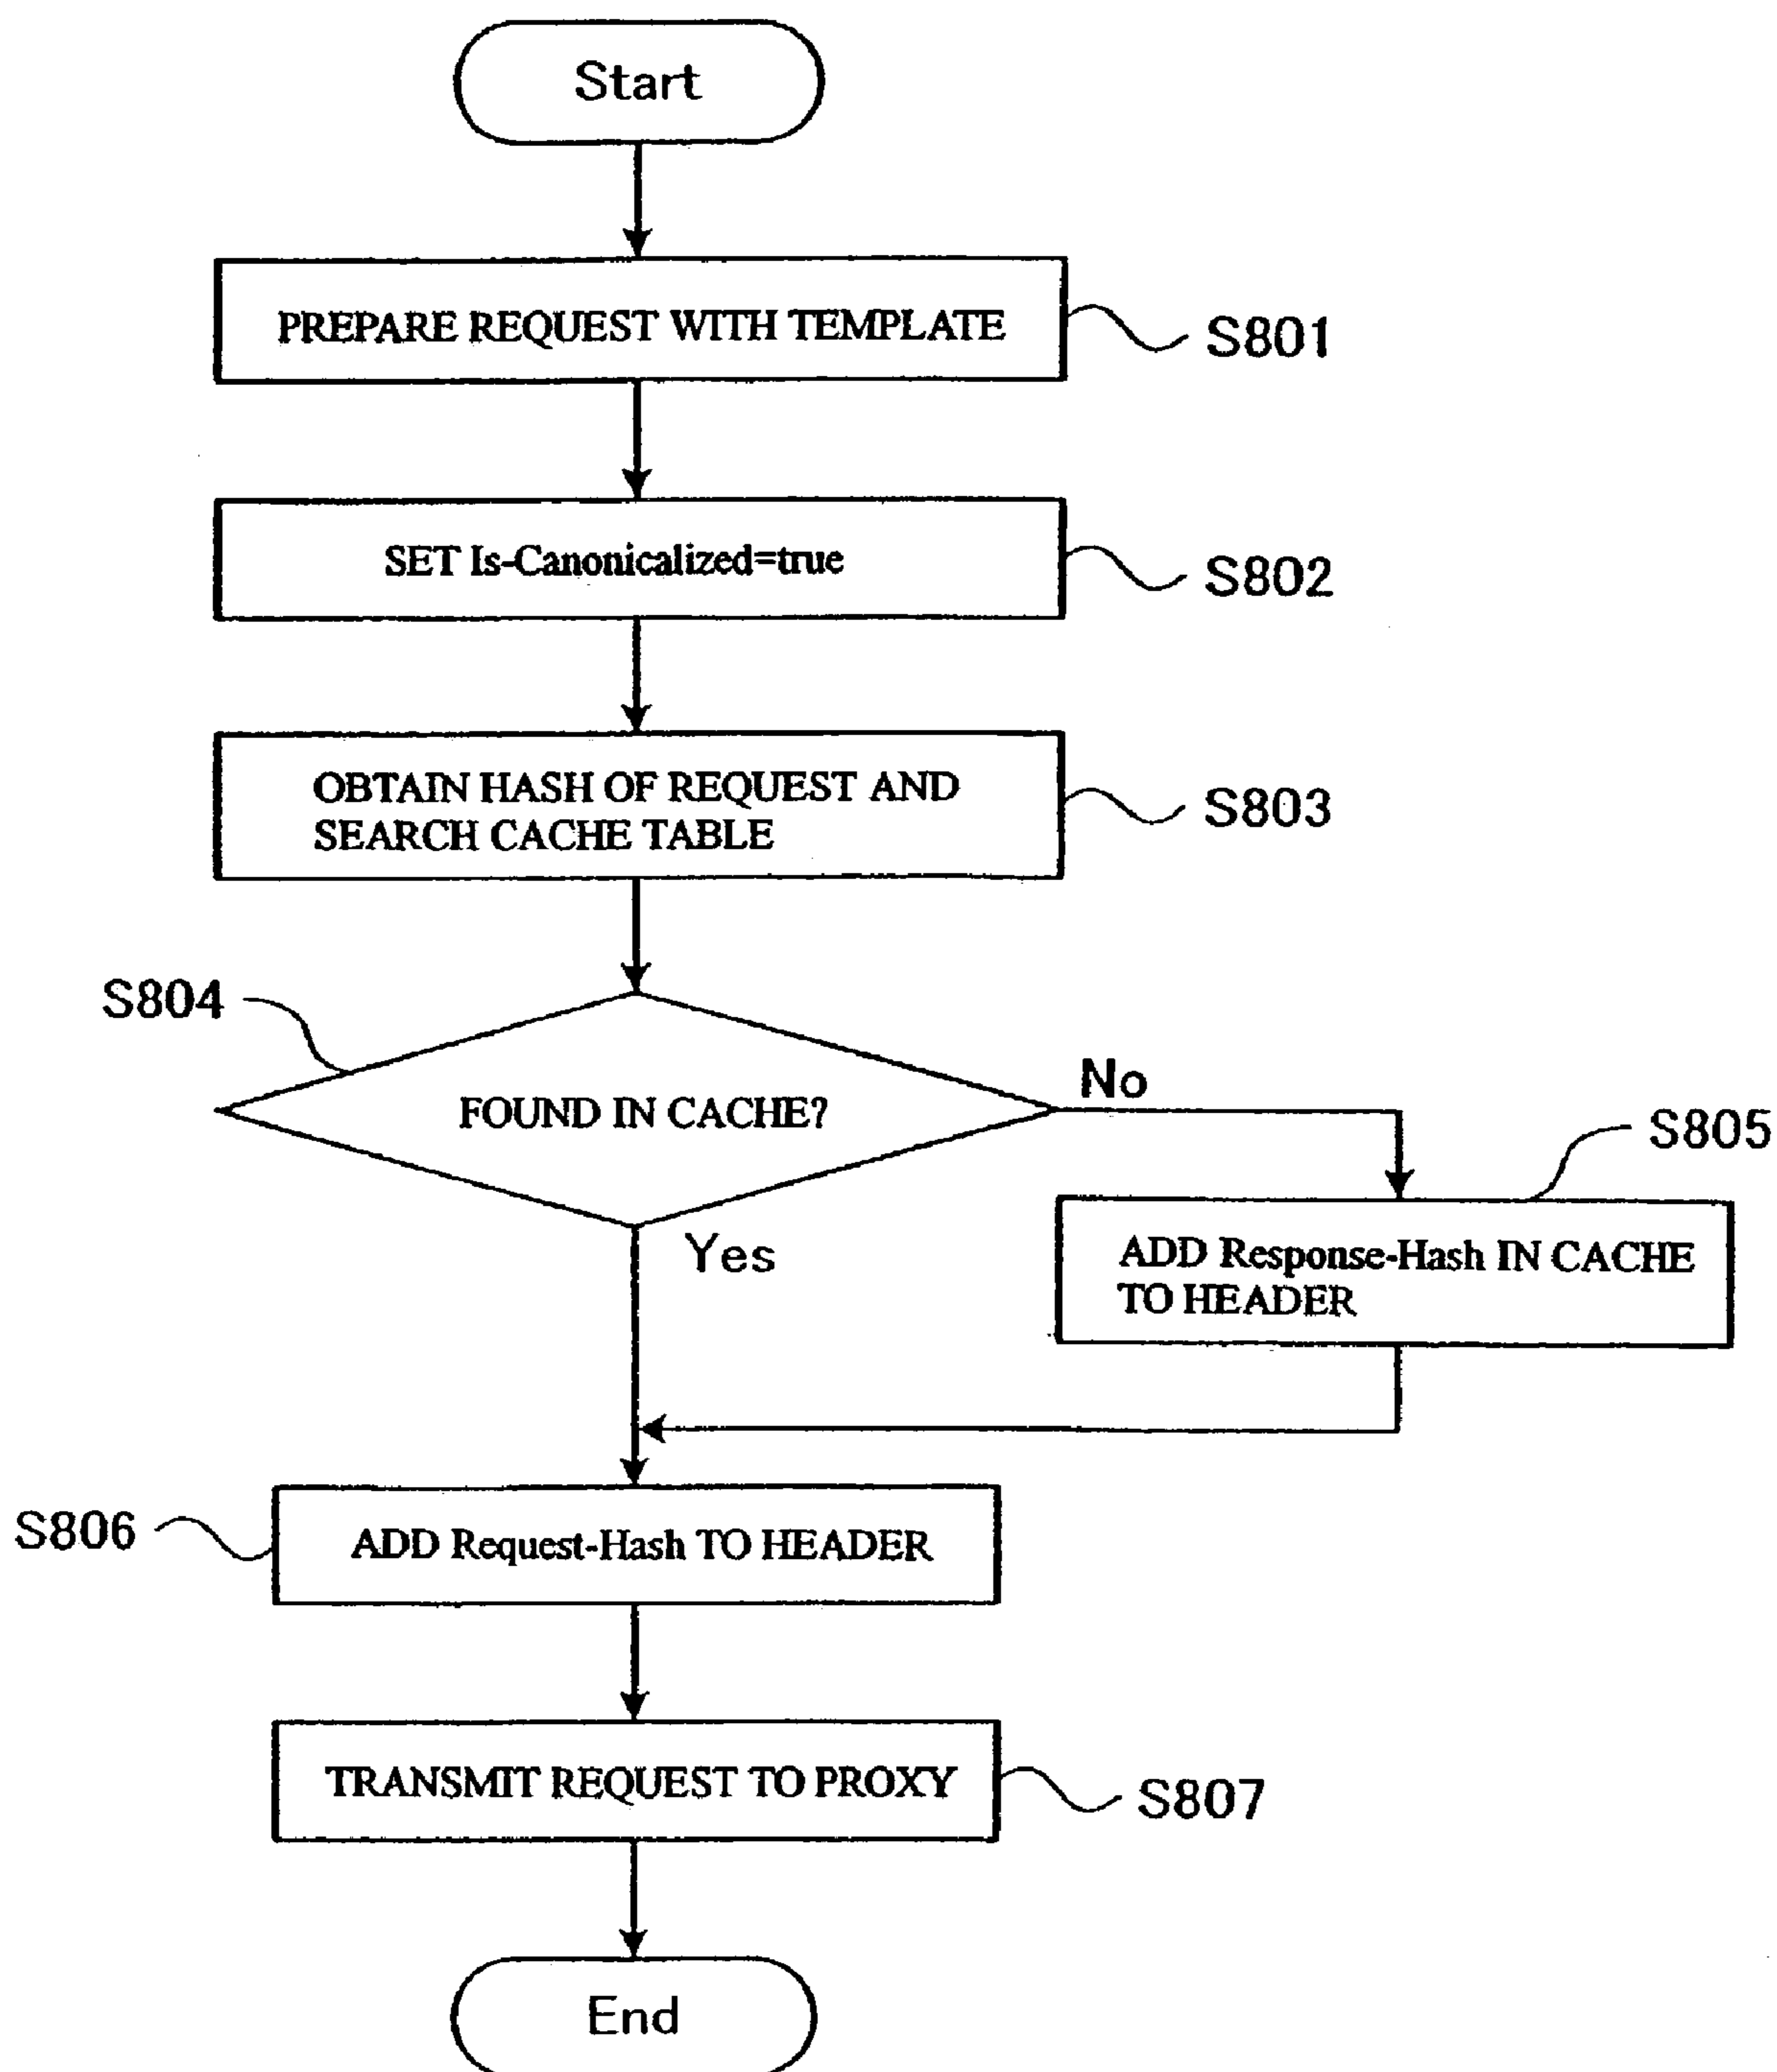 Start
PREPARE REQUEST WITH TEMPLATE
S801
SET Is-Canonicalized=true
S802
OBTAIN HASH OF REQUEST AND
SEARCH CACHE TABLE
S803
S804
FOUND IN CACHE?
No
S805
Yes
ADD Response-Hash IN CACHE
TO HEADER
S806
ADD Request-Hash TO HEADER
TRANSMIT REQUEST TO PROXY
S807
End